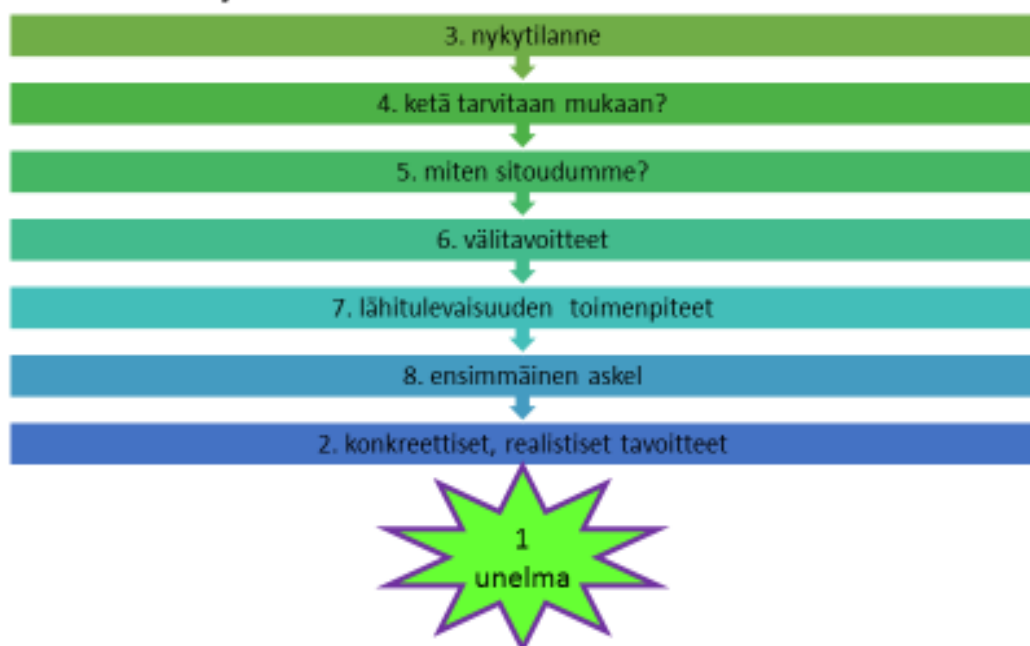 3. nykytilanne
4. ketä tarvitaan mukaan?
5. miten sitoudumme?
6. välitavoitteet
7. lähitulevaisuuden toimenpiteet
8. ensimmäinen askel
2. konkreettiset, realistiset tavoitteet
1
unelma